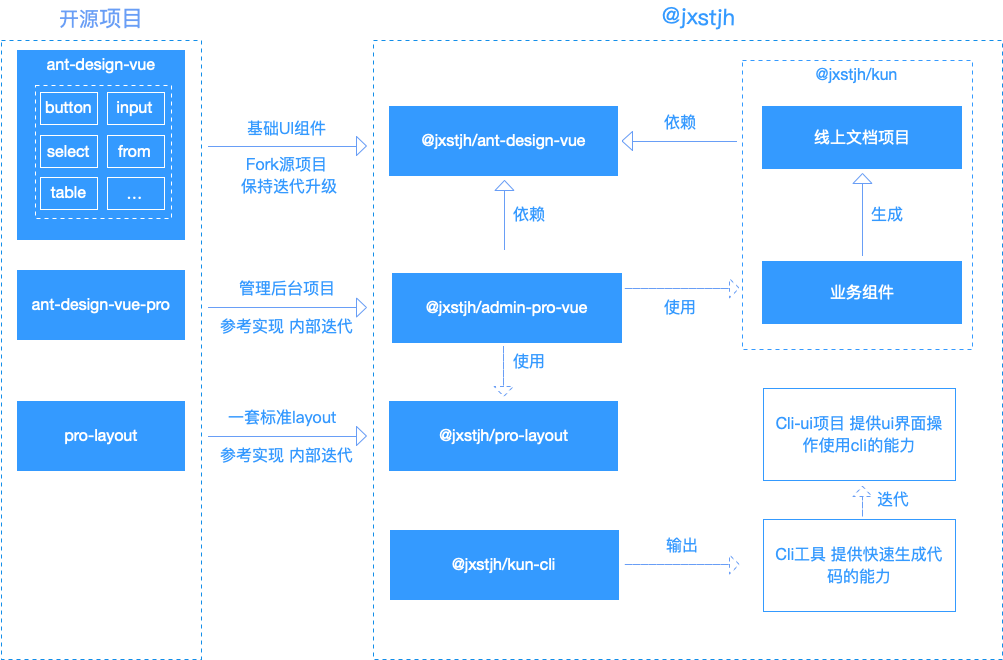 开源项目
@jxstjh
ant-design-vue
button
input
select
from
table
...
基础UI组件
Fork源项目
保持迭代升级
@jxstjh/ant-design-vue
依赖
@jxstjh/kun
线上文档项目
依赖
生成
业务组件
ant-design-vue-pro
管理后台项目
参考实现 内部迭代
@jxstjh/admin-pro-vue
使用
使用
pro-layout
一套标准layout
参考实现 内部迭代
@jxstjh/pro-layout
Cli-ui项目 提供ui界面操
作使用cli的能力
迭代
@jxstjh/kun-cli
输出
Cli工具 提供快速生成代
码的能力